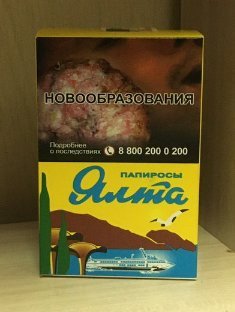 НОВООБРАЗОВАНИЯ
Подробнее
о последствиях 8 800 200 0 200
ПАПИРОСЫ
Ялта